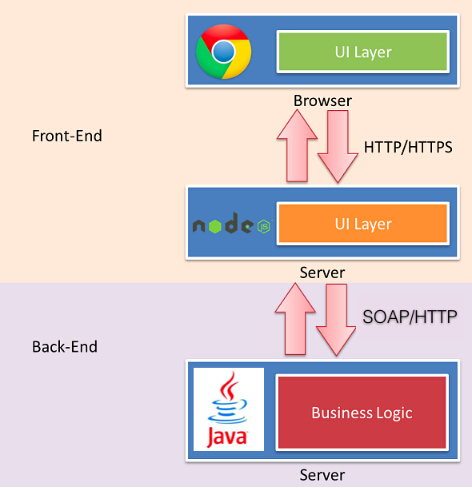 UI Layer
Browser
Front-End
HTTP/HTTPS
node
JS
UI Layer
Server
SOAP/HTTP
Back-End
Java
Business Logic
Server